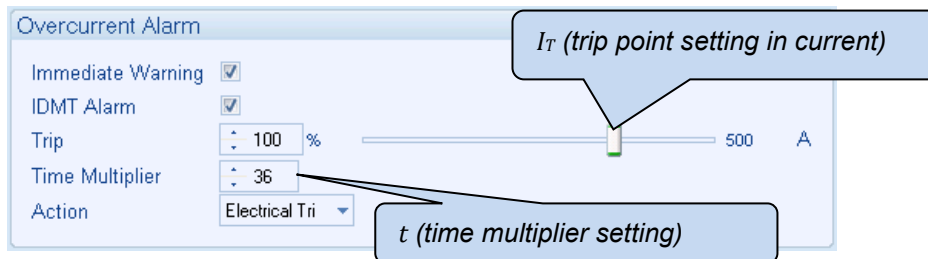 Overcurrent Alarm
I_T (trip point setting in current)
Immediate Warning
IDMT Alarm
Trip 100 % 500 A
Time Multiplier 36
Action Electrical Tri
t (time multiplier setting)